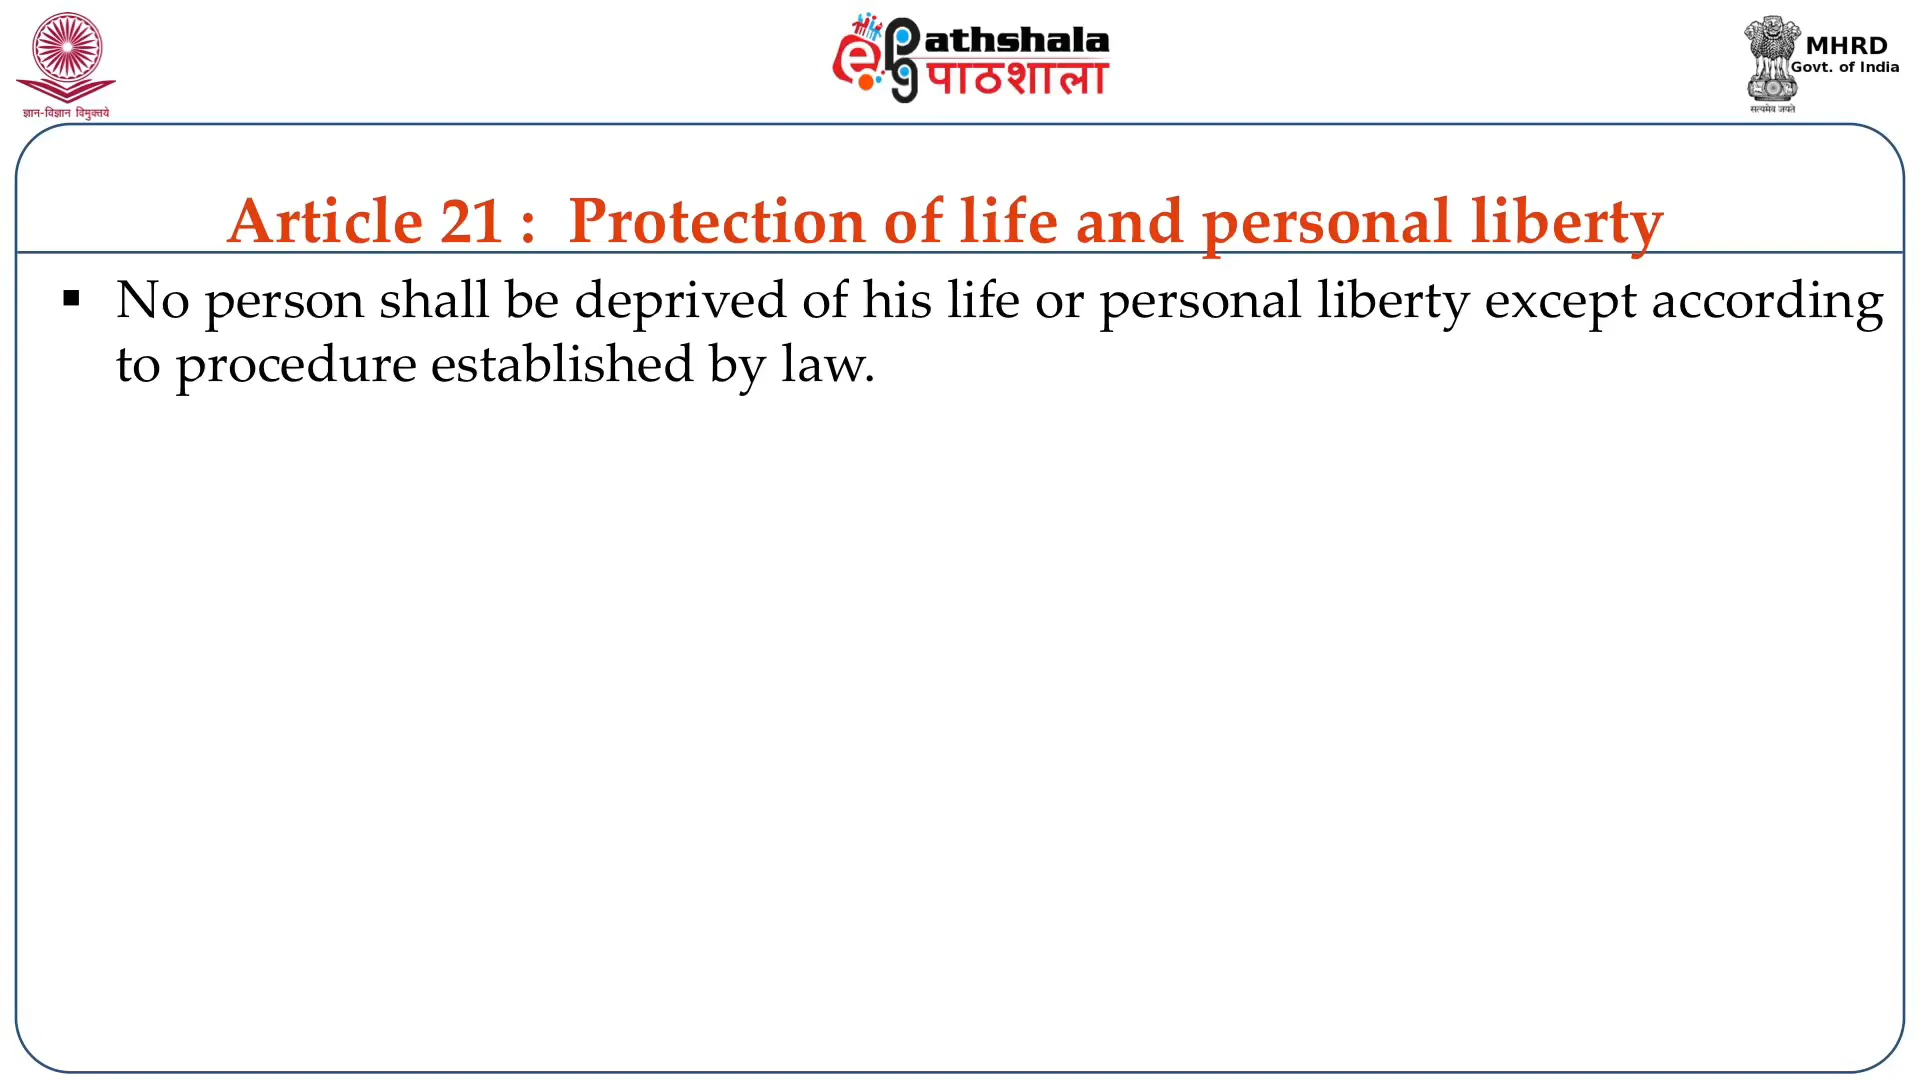 ज्ञान-विज्ञान विमुक्तये
e
pg
athshala
पाठशाला
MHRD
Govt. of India
सत्यमेव जयते
Article 21 : Protection of life and personal liberty
▪ No person shall be deprived of his life or personal liberty except according
to procedure established by law.